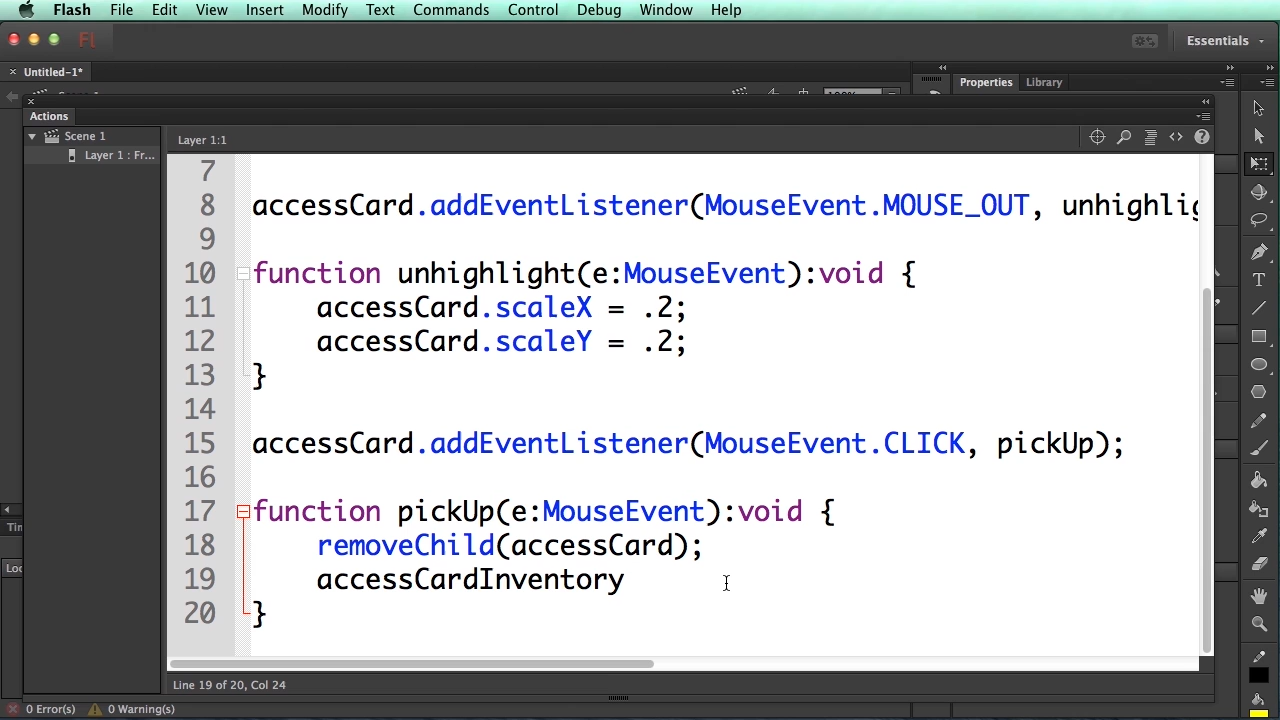 Flash File Edit View Insert Modify Text Commands Control Debug Window Help
Fl Essentials
× Untitled-1*
Properties Library
Actions
Scene 1
Layer 1 : Fr...
Layer 1:1
7
8 accessCard.addEventListener(MouseEvent.MOUSE_OUT, unhighlig
9
10 function unhighlight(e:MouseEvent):void {
11 accessCard.scaleX = .2;
12 accessCard.scaleY = .2;
13 }
14
15 accessCard.addEventListener(MouseEvent.CLICK, pickUp);
16
17 function pickUp(e:MouseEvent):void {
18 removeChild(accessCard);
19 accessCardInventory
20 }
Tim
Loc
Line 19 of 20, Col 24
0 Error(s) 0 Warning(s)